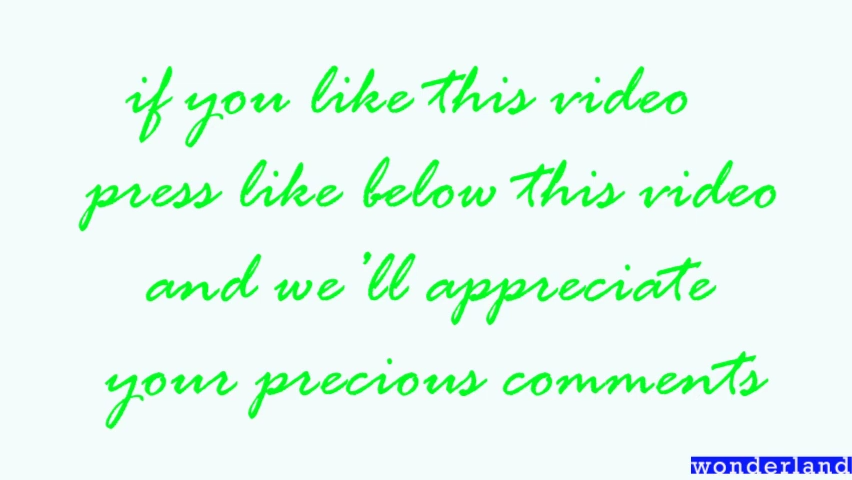 if you like this video
press like below this video
and we'll appreciate
your precious comments
wonderland